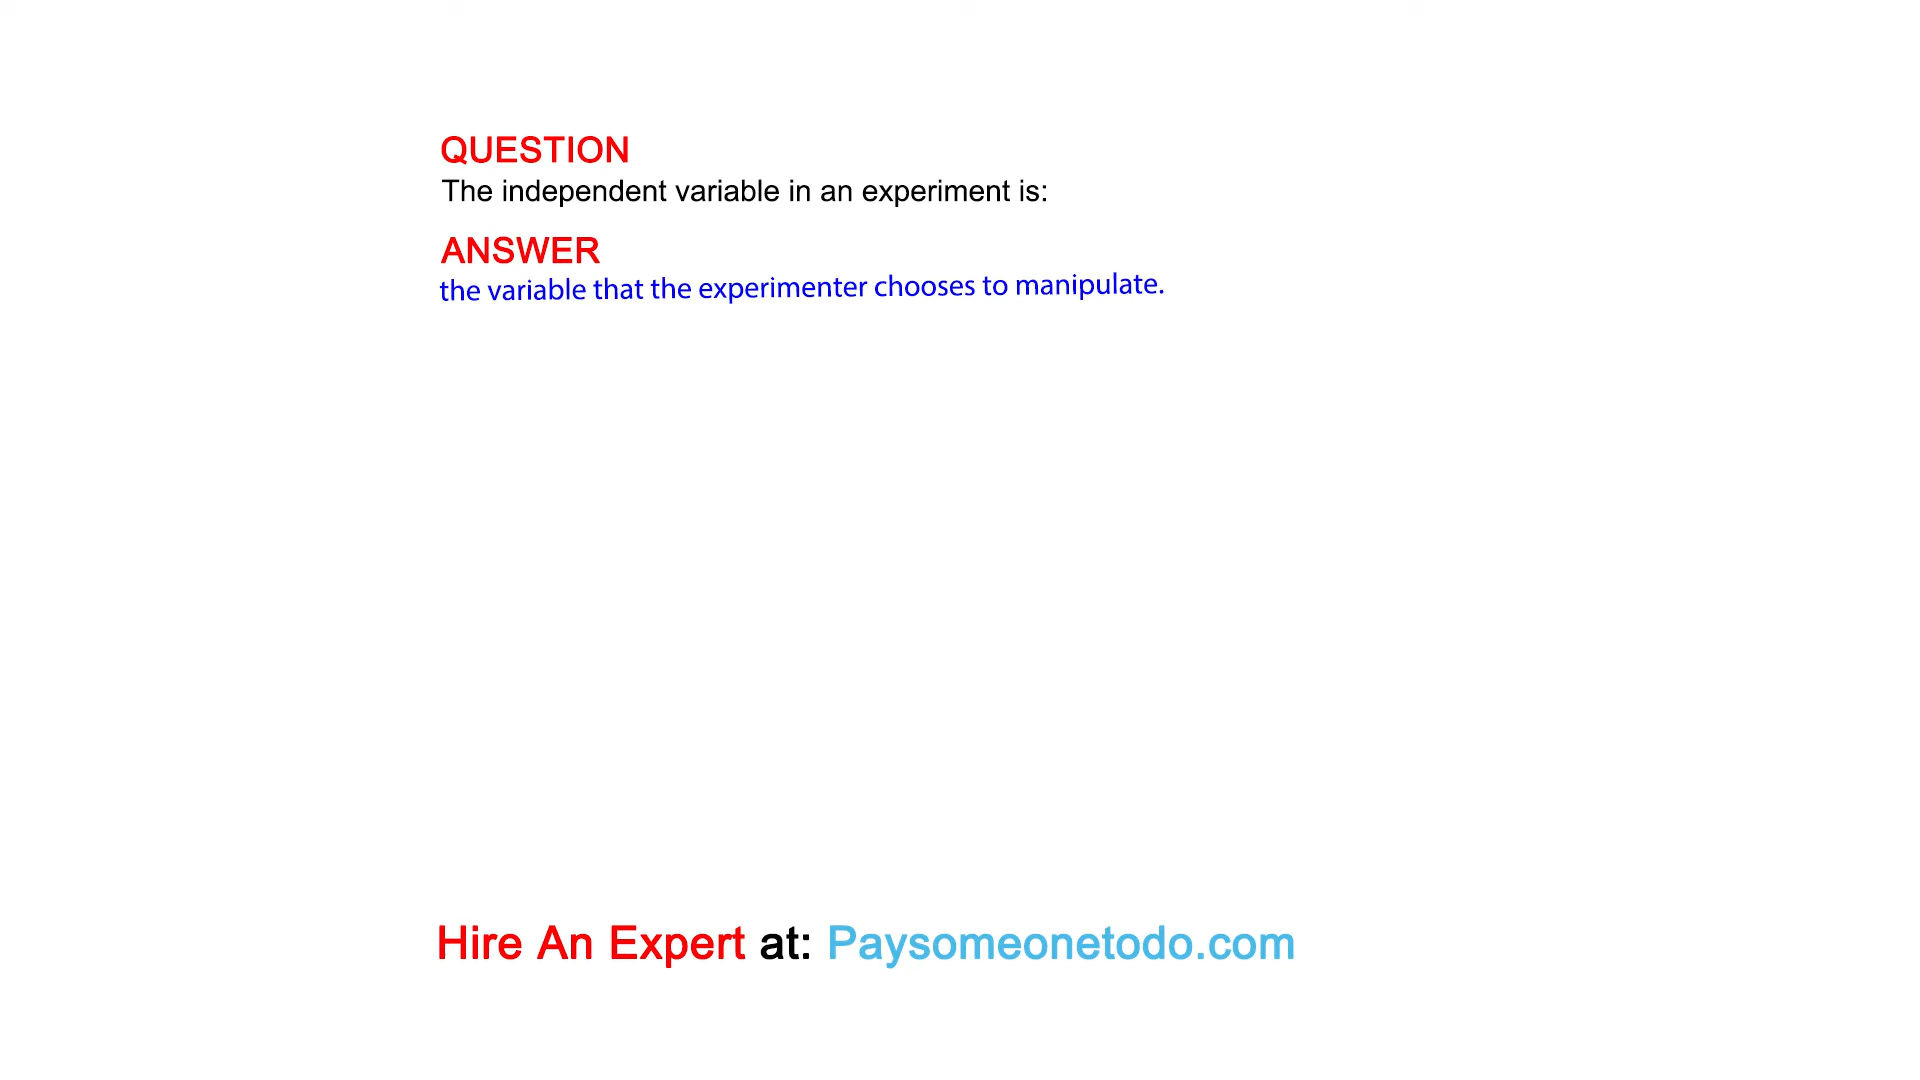 QUESTION
The independent variable in an experiment is:
ANSWER
the variable that the experimenter chooses to manipulate.
Hire An Expert at: Paysomeonetodo.com